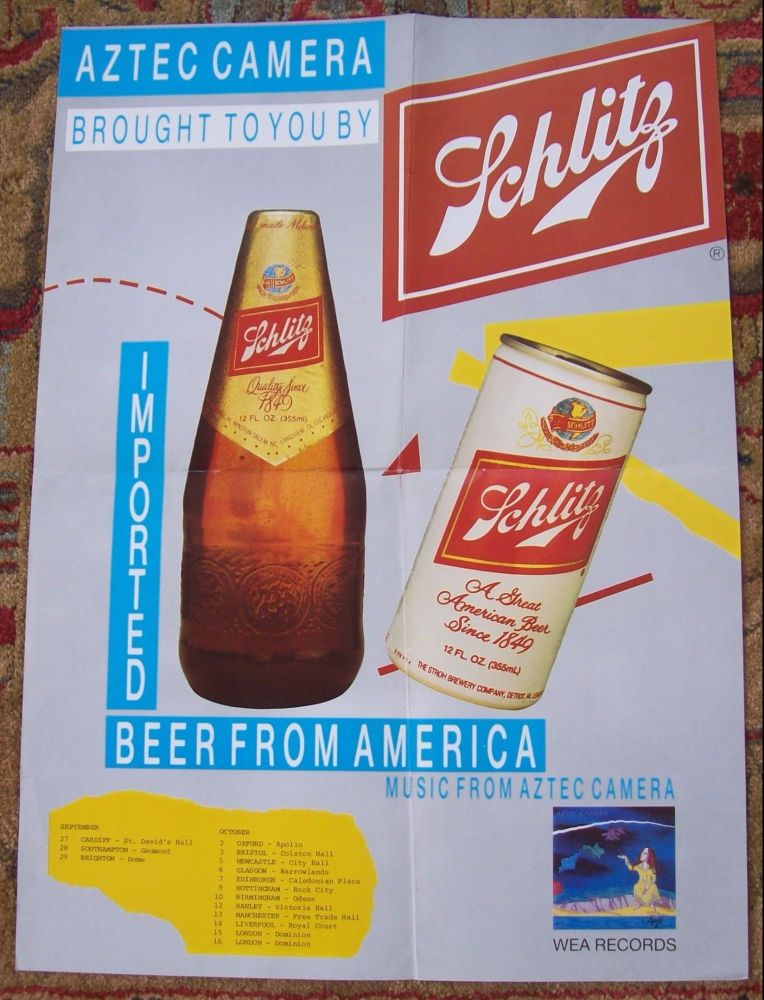 AZTEC CAMERA
BROUGHT TO YOU BY
Schlitz
®
Schlitz
Quality Since
1849
12 FL. OZ. (355ml)
IMPORTED
SCHLITZ
Schlitz
A Great
American Beer
Since 1849
12 FL. OZ. (355mL)
THE STROH BREWERY COMPANY, DETROIT, MI.
BEER FROM AMERICA
MUSIC FROM AZTEC CAMERA
SEPTEMBER
27 CARDIFF - St. David's Hall
28 SOUTHAMPTON - Gaumont
29 BRIGHTON - Dome
OCTOBER
2 OXFORD - Apollo
3 BRISTOL - Colston Hall
5 NEWCASTLE - City Hall
6 GLASGOW - Barrowlands
7 EDINBURGH - Caledonian Place
9 NOTTINGHAM - Rock City
10 BIRMINGHAM - Odeon
12 HANLEY - Victoria Hall
13 MANCHESTER - Free Trade Hall
14 LIVERPOOL - Royal Court
15 LONDON - Dominion
16 LONDON - Dominion
AZTEC CAMERA
WEA RECORDS